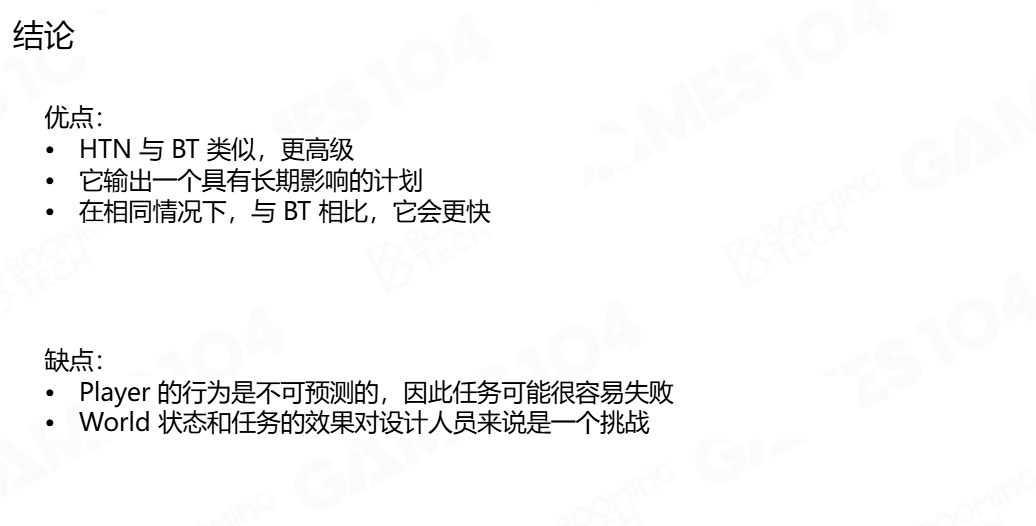 结论
优点：
• HTN 与 BT 类似，更高级
• 它输出一个具有长期影响的计划
• 在相同情况下，与 BT 相比，它会更快
缺点：
• Player 的行为是不可预测的，因此任务可能很容易失败
• World 状态和任务的效果对设计人员来说是一个挑战
GAMES104
BOOMING
TECH